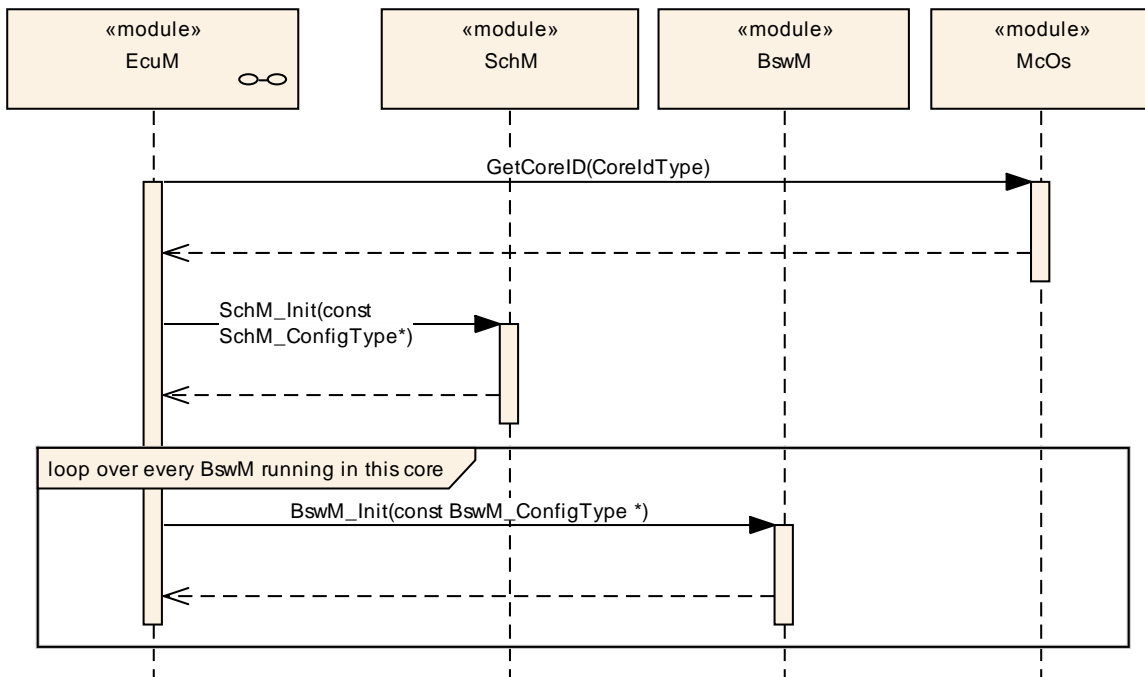 «module»
EcuM
«module»
SchM
«module»
BswM
«module»
McOs
GetCoreID(CoreIdType)
SchM_Init(const
SchM_ConfigType*)
loop over every BswM running in this core
BswM_Init(const BswM_ConfigType *)